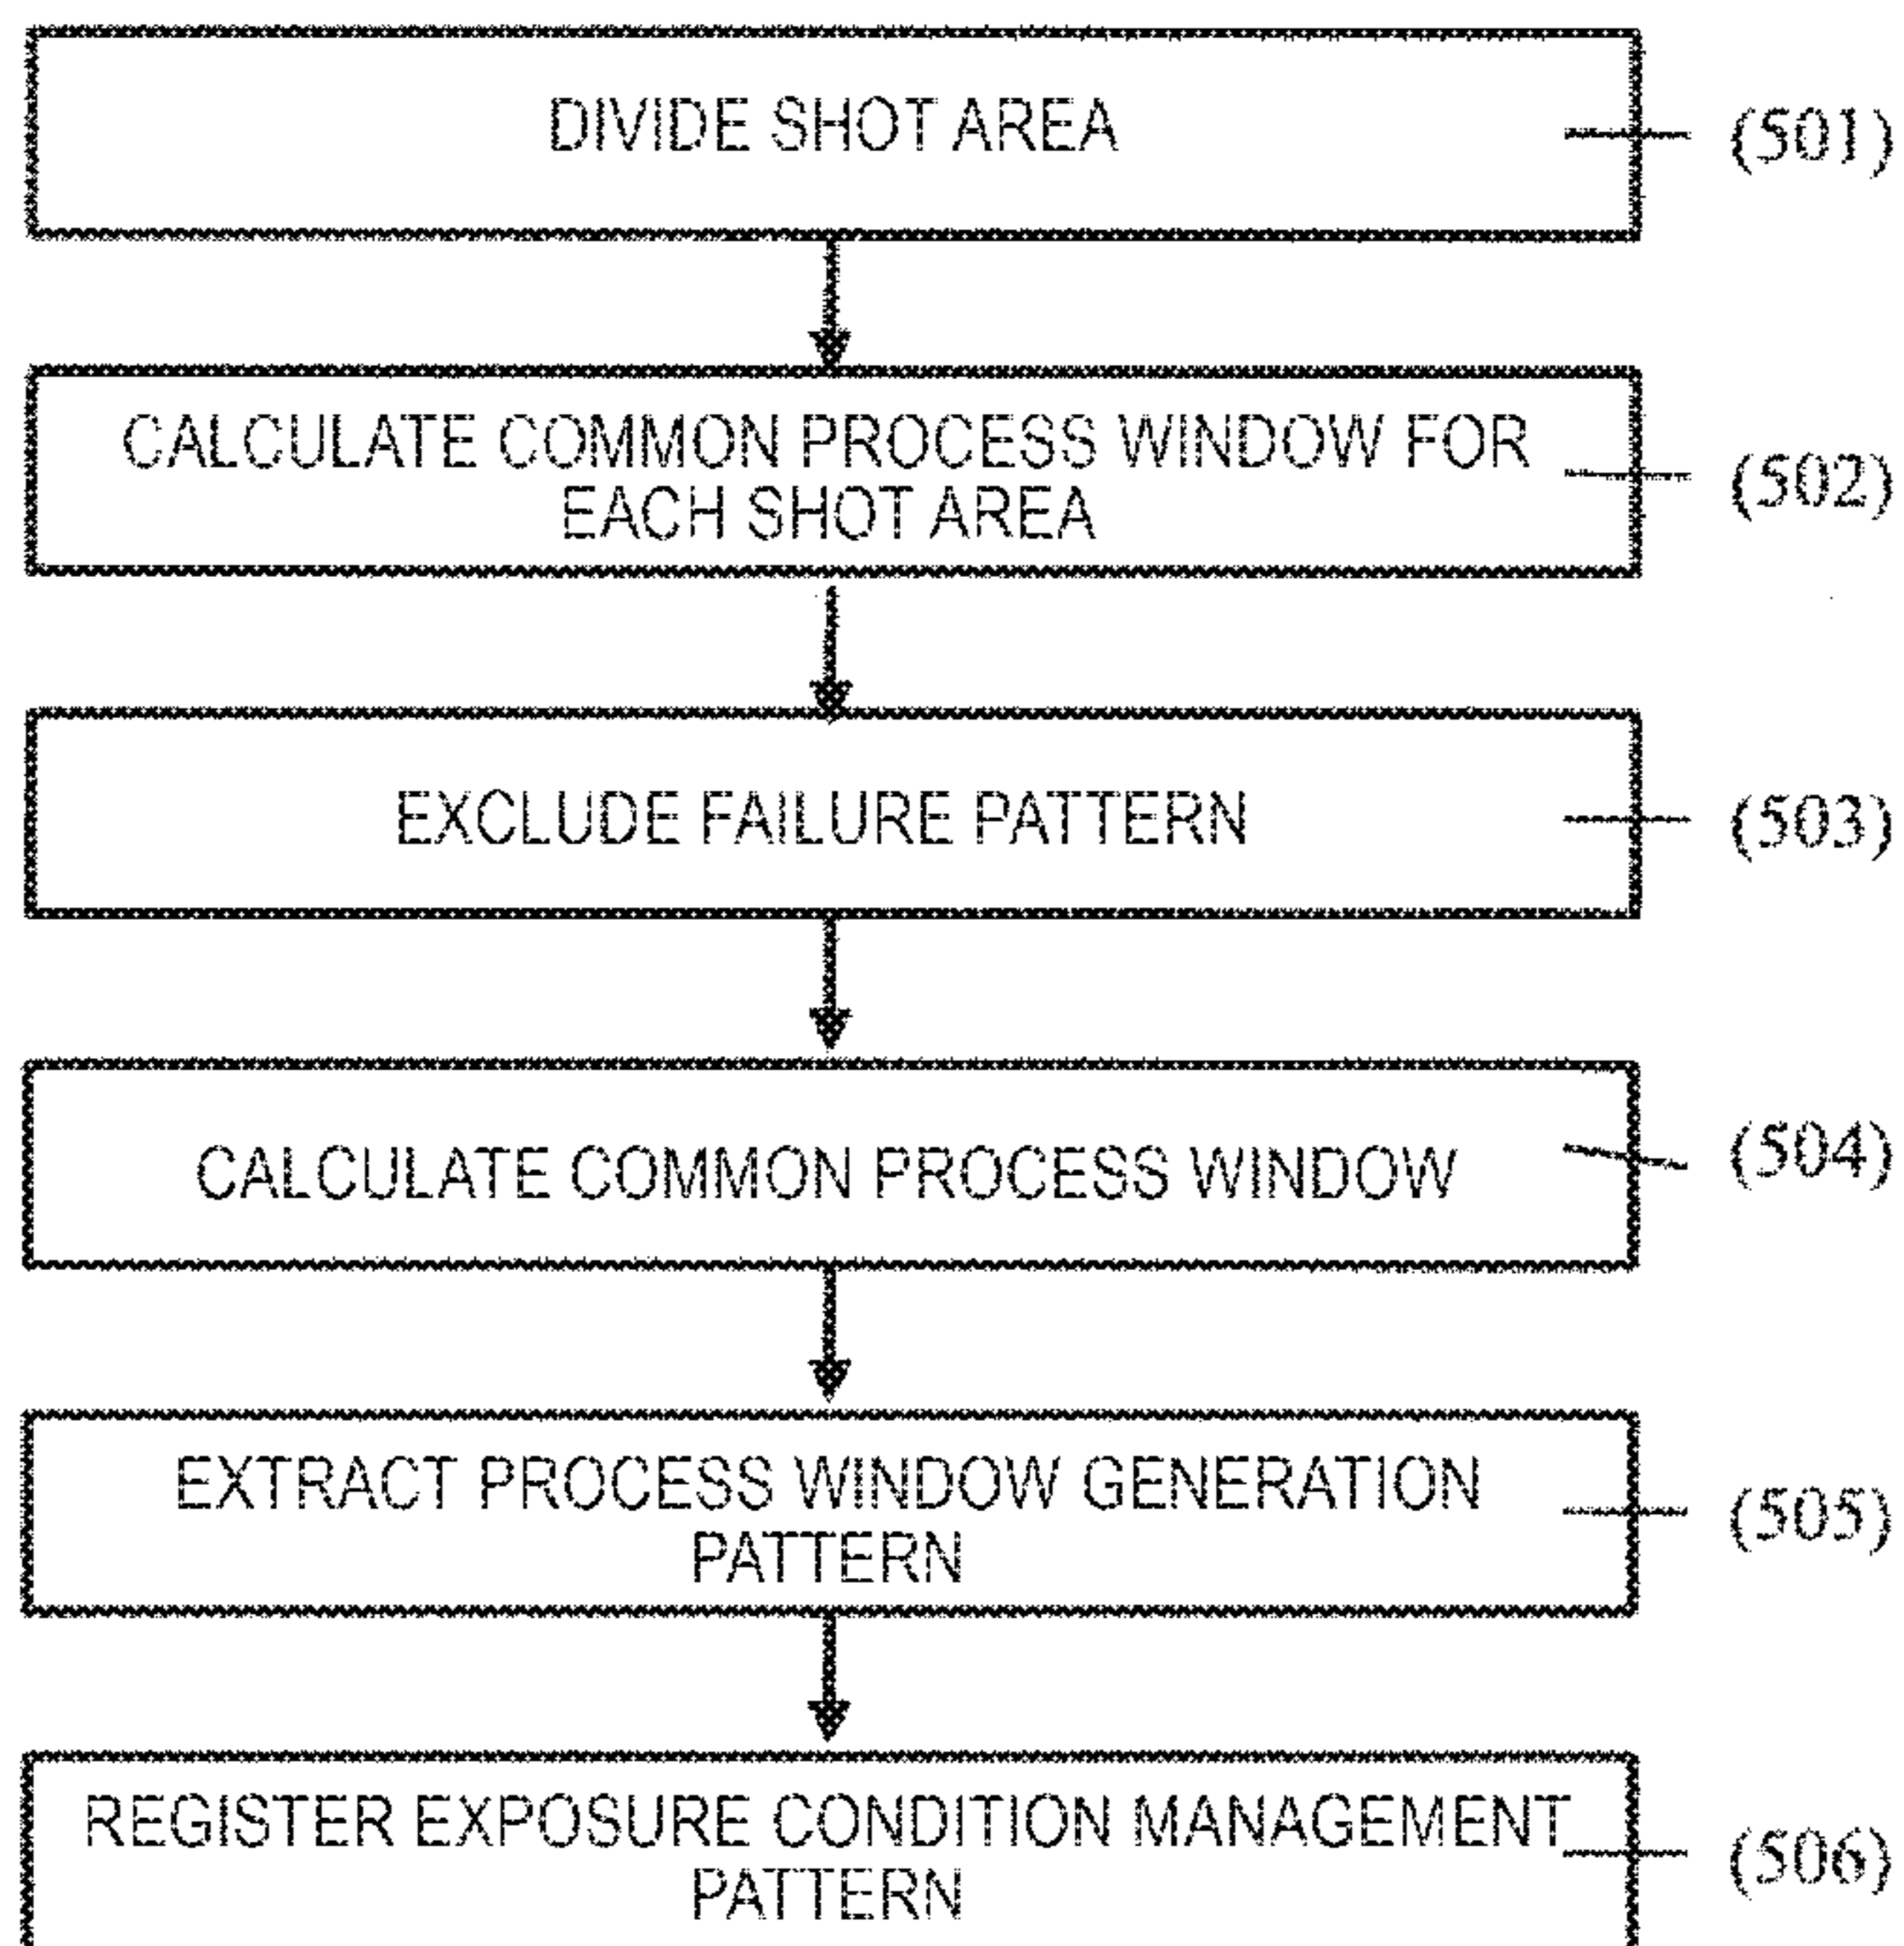 DIVIDE SHOT AREA
(501)
CALCULATE COMMON PROCESS WINDOW FOR
EACH SHOT AREA
(502)
EXCLUDE FAILURE PATTERN
(503)
CALCULATE COMMON PROCESS WINDOW
(504)
EXTRACT PROCESS WINDOW GENERATION
PATTERN
(505)
REGISTER EXPOSURE CONDITION MANAGEMENT
PATTERN
(506)